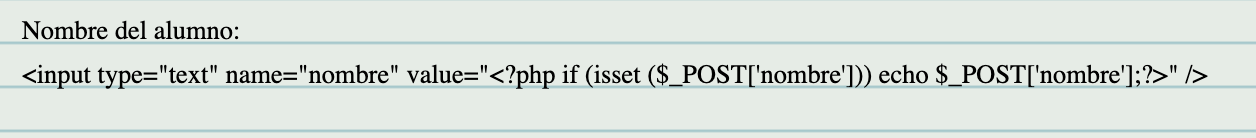 Nombre del alumno:
<input type="text" name="nombre" value="<?php if (isset ($_POST['nombre'])) echo $_POST['nombre'];?>" />